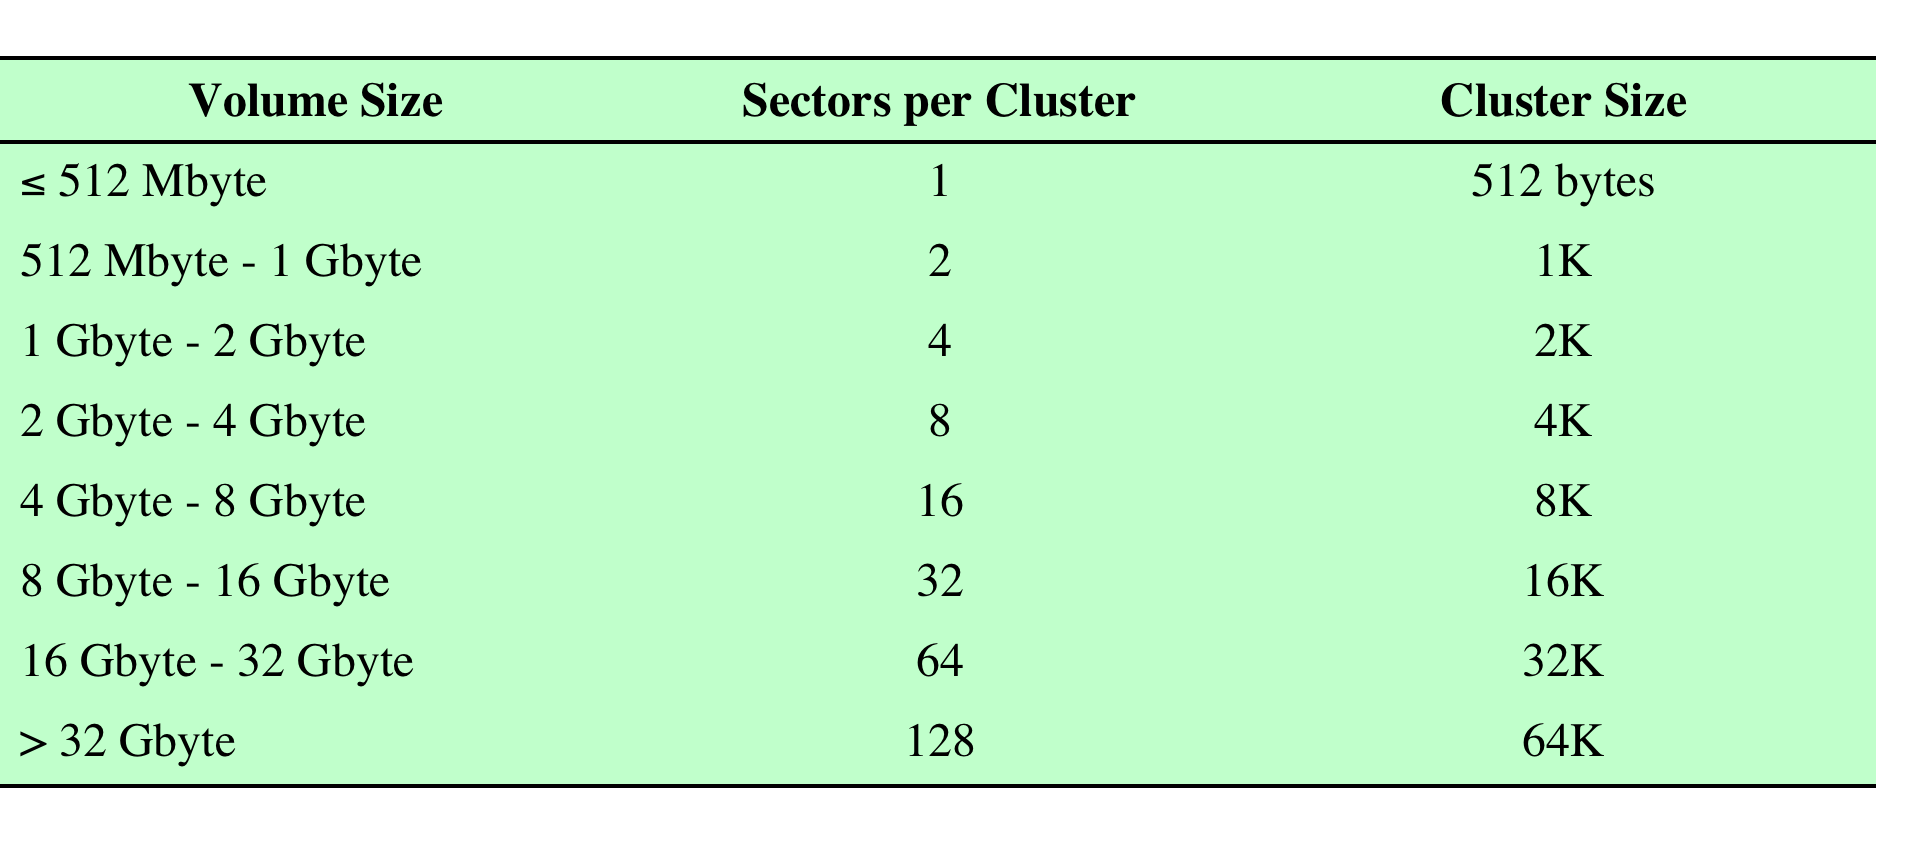 Volume Size Sectors per Cluster Cluster Size
≤ 512 Mbyte 1 512 bytes
512 Mbyte - 1 Gbyte 2 1K
1 Gbyte - 2 Gbyte 4 2K
2 Gbyte - 4 Gbyte 8 4K
4 Gbyte - 8 Gbyte 16 8K
8 Gbyte - 16 Gbyte 32 16K
16 Gbyte - 32 Gbyte 64 32K
> 32 Gbyte 128 64K